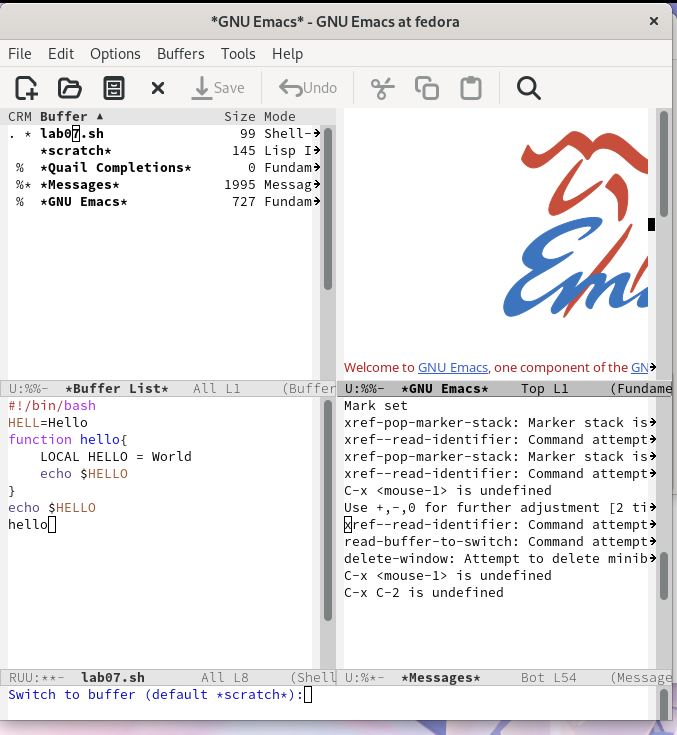 *GNU Emacs* - GNU Emacs at fedora
File Edit Options Buffers Tools Help
Save Undo
CRM Buffer ▲ Size Mode
. * lab07.sh 99 Shell-
*scratch* 145 Lisp I
% *Quail Completions* 0 Fundam
%* *Messages* 1995 Messag
% *GNU Emacs* 727 Fundam
U:%%- *Buffer List* All L1 (Buffer
Welcome to GNU Emacs, one component of the GN
U:%%- *GNU Emacs* Top L1 (Fundame
#!/bin/bash
HELL=Hello
function hello{
LOCAL HELLO = World
echo $HELLO
}
echo $HELLO
hello
RUU:**- lab07.sh All L8 (Shell
Mark set
xref-pop-marker-stack: Marker stack is
xref--read-identifier: Command attempt
xref-pop-marker-stack: Marker stack is
xref--read-identifier: Command attempt
C-x <mouse-1> is undefined
Use +,-,0 for further adjustment [2 ti
xref--read-identifier: Command attempt
read-buffer-to-switch: Command attempt
delete-window: Attempt to delete minib
C-x <mouse-1> is undefined
C-x C-2 is undefined
U:%*- *Messages* Bot L54 (Message
Switch to buffer (default *scratch*):